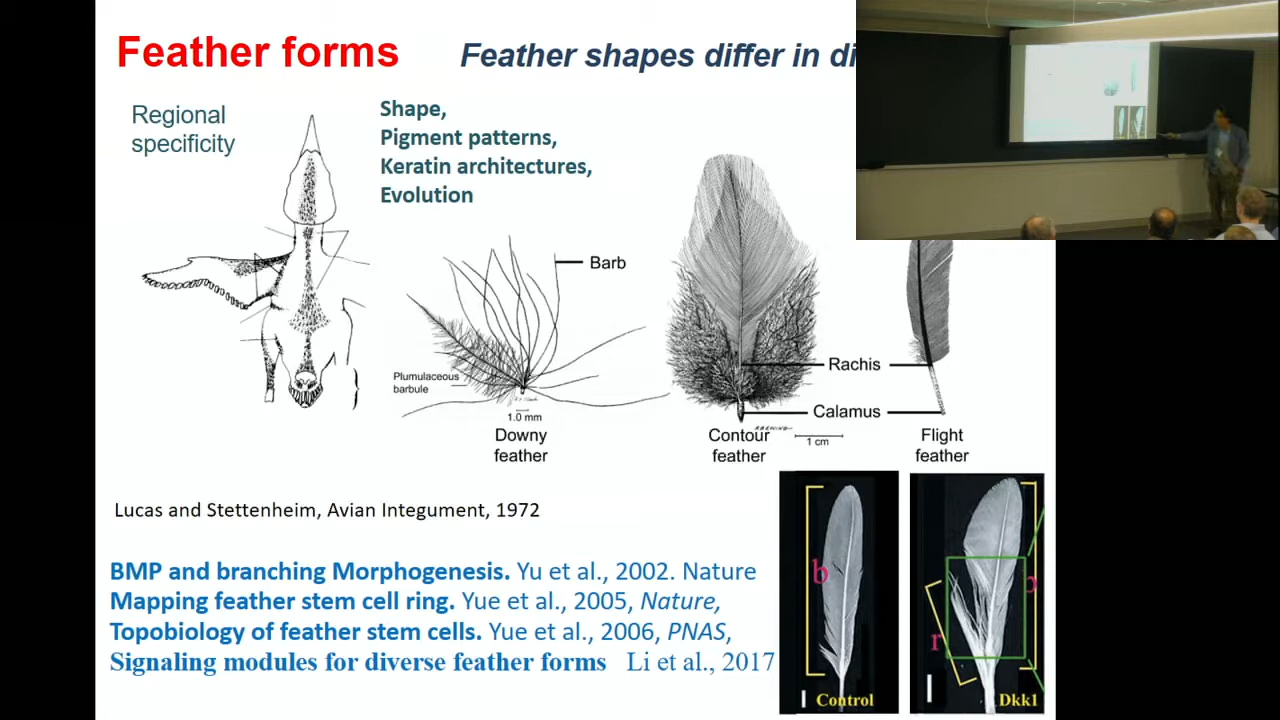 Feather forms
Feather shapes differ in
Regional
specificity
Shape,
Pigment patterns,
Keratin architectures,
Evolution
Barb
Plumulaceous
barbule
Rachis
Calamus
1.0 mm
1 cm
Downy
feather
Contour
feather
Flight
feather
Lucas and Stettenheim, Avian Integument, 1972
BMP and branching Morphogenesis. Yu et al., 2002. Nature
Mapping feather stem cell ring. Yue et al., 2005, Nature,
Topobiology of feather stem cells. Yue et al., 2006, PNAS,
Signaling modules for diverse feather forms Li et al., 2017
b
Control
b
r
Dkk1